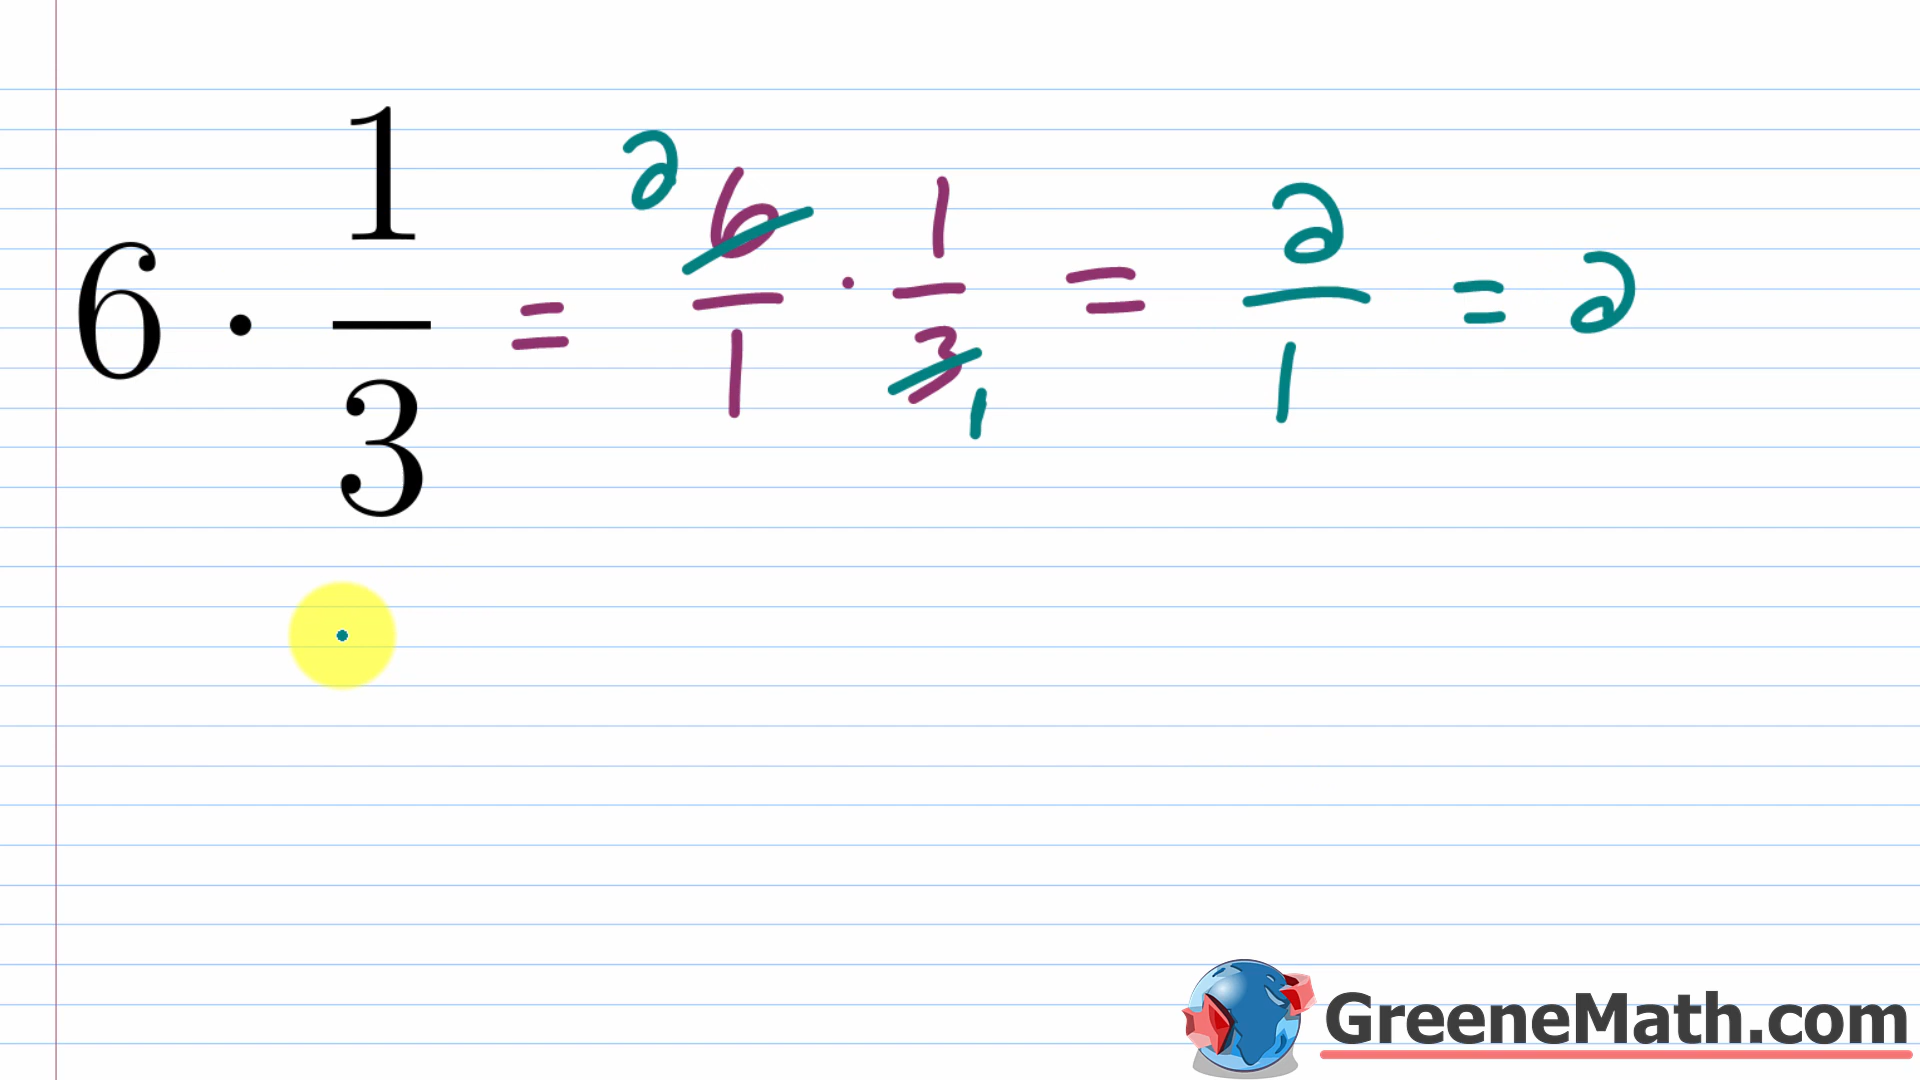 6 · 1/3 = 2 6/1 · 1/3 1 = 2/1 = 2
GreeneMath.com